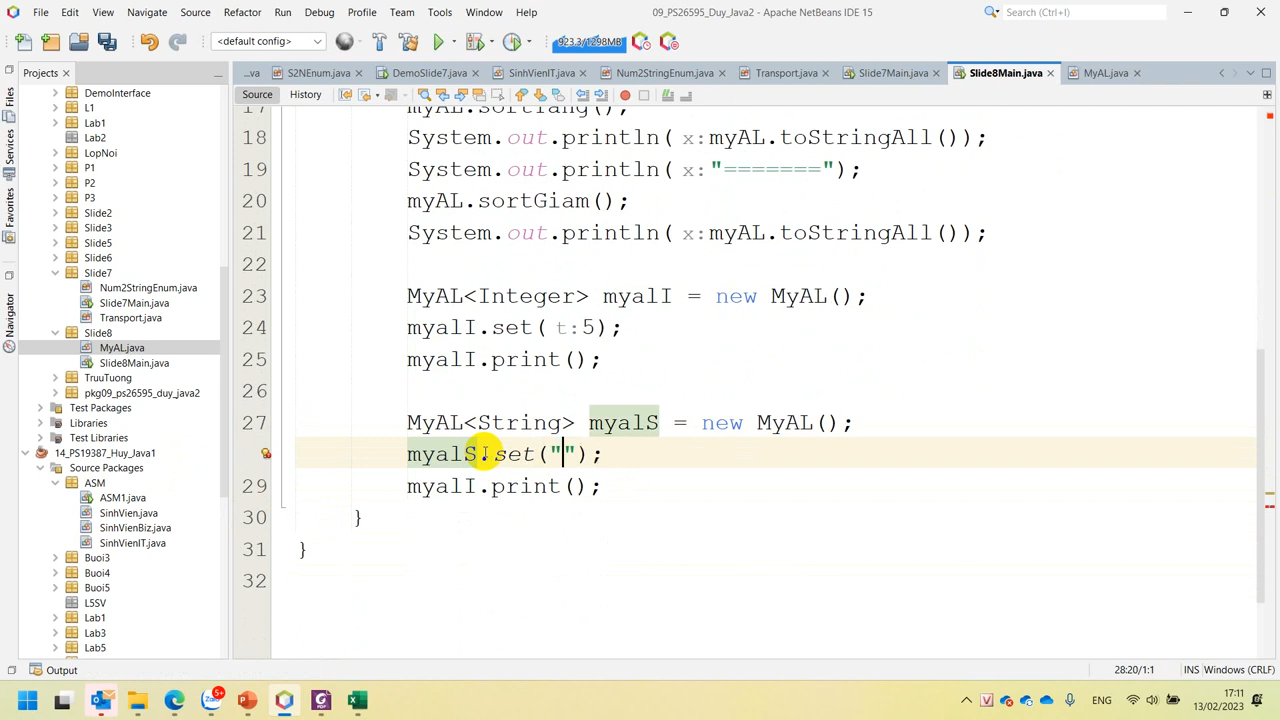 File Edit View Navigate Source Refactor Run Debug Profile Team Tools Window Help
09_PS26595_Duy_Java2 - Apache NetBeans IDE 15
Search (Ctrl+I)
<default config>
923.3/1298MB
Projects
...va
S2NEnum.java
DemoSlide7.java
SinhVienIT.java
Num2StringEnum.java
Transport.java
Slide7Main.java
Slide8Main.java
MyAL.java
Source History
Files
Services
Favorites
Navigator
DemoInterface
L1
Lab1
Lab2
LopNoi
P1
P2
P3
Slide2
Slide3
Slide5
Slide6
Slide7
Num2StringEnum.java
Slide7Main.java
Transport.java
Slide8
MyAL.java
Slide8Main.java
TruuTuong
pkg09_ps26595_duy_java2
Test Packages
Libraries
Test Libraries
14_PS19387_Huy_Java1
Source Packages
ASM
ASM1.java
SinhVien.java
SinhVienBiz.java
SinhVienIT.java
Buoi3
Buoi4
Buoi5
L5SV
Lab1
Lab3
Lab5
17 myAL.sortTang();
18 System.out.println( x:myAL.toStringAll());
19 System.out.println( x:"=======");
20 myAL.sortGiam();
21 System.out.println( x:myAL.toStringAll());
22
23 MyAL<Integer> myalI = new MyAL();
24 myalI.set( t:5);
25 myalI.print();
26
27 MyAL<String> myalS = new MyAL();
myalS.set("");
29 myalI.print();
30 }
31 }
32
Output
28:20/1:1 INS Windows (CRLF)
Zalo 5+
ENG
17:11
13/02/2023